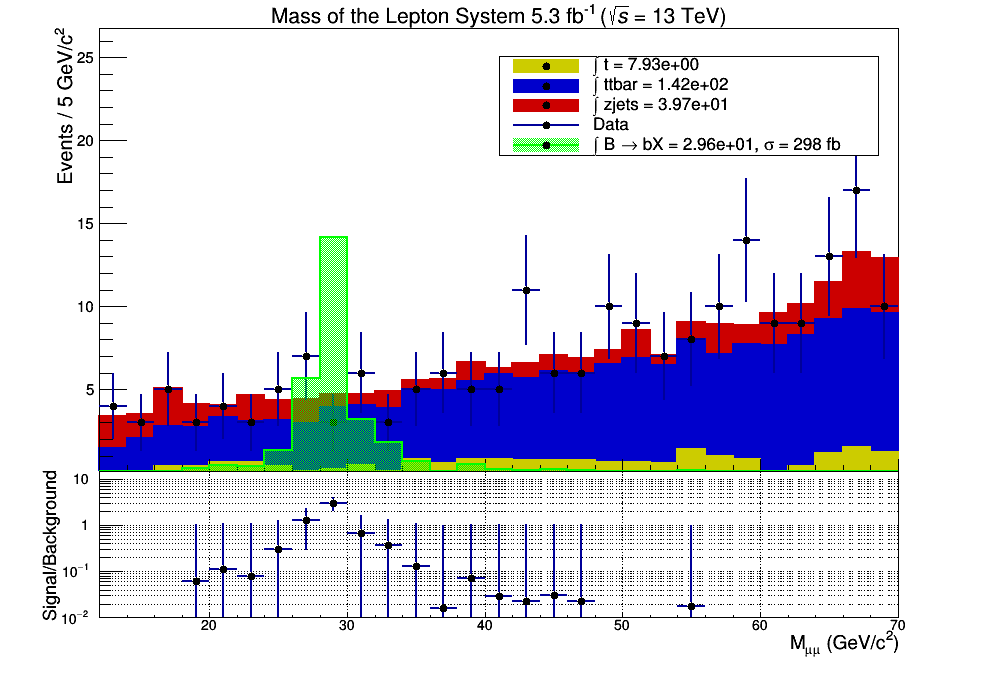 Mass of the Lepton System 5.3 fb⁻¹ (√s = 13 TeV)
Events / 5 GeV/c²
25
20
15
10
5
∫ t = 7.93e+00
∫ ttbar = 1.42e+02
∫ zjets = 3.97e+01
Data
∫ B → bX = 2.96e+01, σ = 298 fb
Signal/Background
10
1
10⁻¹
10⁻²
20 30 40 50 60 70
M_μμ (GeV/c²)